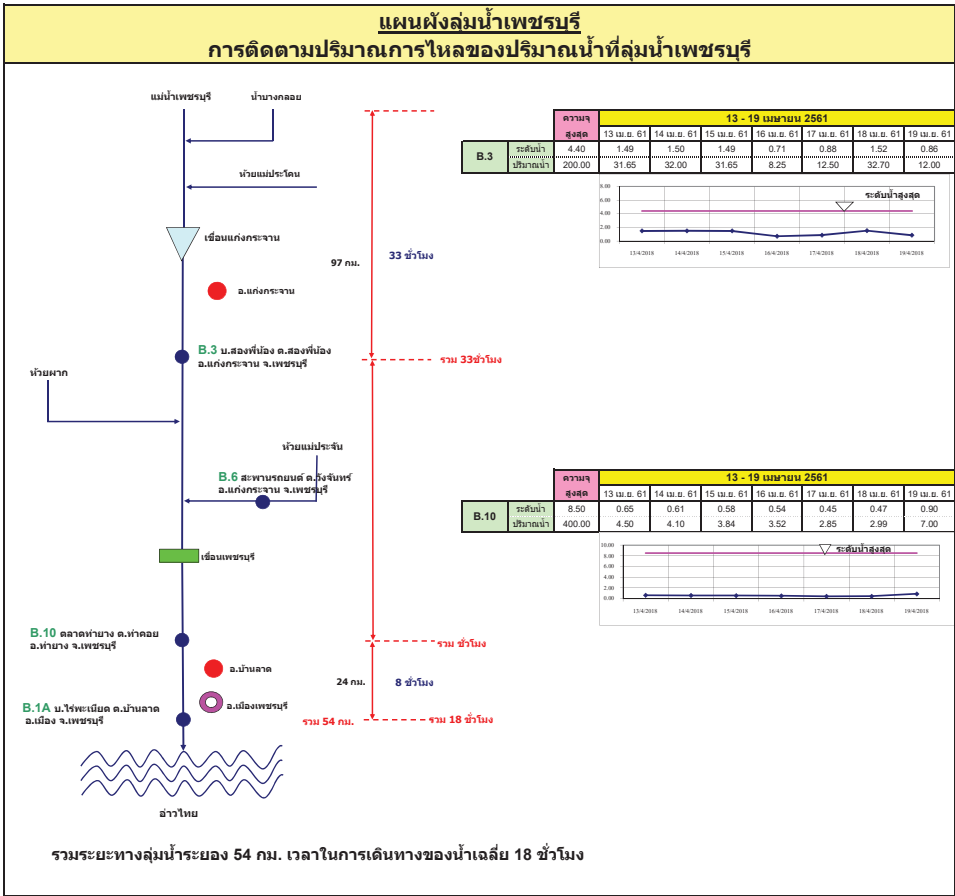 แผนผังลุ่มน้ำเพชรบุรี
การติดตามปริมาณการไหลของปริมาณน้ำที่ลุ่มน้ำเพชรบุรี
แม่น้ำเพชรบุรี
น้ำบางกลอย
ห้วยแม่ประโดน
เขื่อนแก่งกระจาน
97 กม.
33 ชั่วโมง
อ.แก่งกระจาน
B.3 บ.สองพี่น้อง ต.สองพี่น้อง
อ.แก่งกระจาน จ.เพชรบุรี
รวม 33ชั่วโมง
ห้วยผาก
ห้วยแม่ประจัน
B.6 สะพานรถยนต์ ต.วังจันทร์
อ.แก่งกระจาน จ.เพชรบุรี
เขื่อนเพชรบุรี
B.10 ตลาดท่ายาง ต.ท่าคอย
อ.ท่ายาง จ.เพชรบุรี
รวม ชั่วโมง
อ.บ้านลาด
24 กม.
8 ชั่วโมง
อ.เมืองเพชรบุรี
B.1A บ.ไร่พะเนียด ต.บ้านลาด
อ.เมือง จ.เพชรบุรี
รวม 54 กม.
รวม 18 ชั่วโมง
อ่าวไทย
รวมระยะทางลุ่มน้ำระยอง 54 กม. เวลาในการเดินทางของน้ำเฉลี่ย 18 ชั่วโมง
ความจุ
สูงสุด
13 - 19 เมษายน 2561
13 เม.ย. 61 14 เม.ย. 61 15 เม.ย. 61 16 เม.ย. 61 17 เม.ย. 61 18 เม.ย. 61 19 เม.ย. 61
B.3
ระดับน้ำ 4.40 1.49 1.50 1.49 0.71 0.88 1.52 0.86
ปริมาณน้ำ 200.00 31.65 32.00 31.65 8.25 12.50 32.70 12.00
ระดับน้ำสูงสุด
8.00
6.00
4.00
2.00
0.00
13/4/2018 14/4/2018 15/4/2018 16/4/2018 17/4/2018 18/4/2018 19/4/2018
ความจุ
สูงสุด
13 - 19 เมษายน 2561
13 เม.ย. 61 14 เม.ย. 61 15 เม.ย. 61 16 เม.ย. 61 17 เม.ย. 61 18 เม.ย. 61 19 เม.ย. 61
B.10
ระดับน้ำ 8.50 0.65 0.61 0.58 0.54 0.45 0.47 0.90
ปริมาณน้ำ 400.00 4.50 4.10 3.84 3.52 2.85 2.99 7.00
ระดับน้ำสูงสุด
10.00
8.00
6.00
4.00
2.00
0.00
13/4/2018 14/4/2018 15/4/2018 16/4/2018 17/4/2018 18/4/2018 19/4/2018